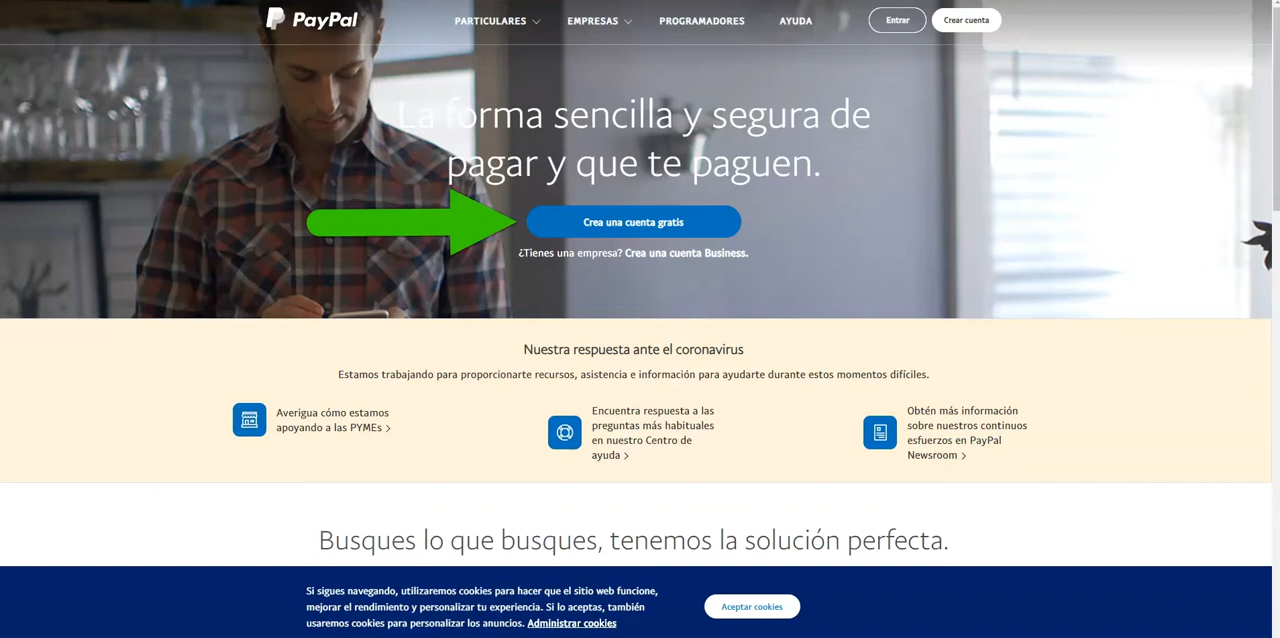 PayPal
PARTICULARES
EMPRESAS
PROGRAMADORES
AYUDA
Entrar
Crear cuenta
La forma sencilla y segura de
pagar y que te paguen.
Crea una cuenta gratis
¿Tienes una empresa? Crea una cuenta Business.
Nuestra respuesta ante el coronavirus
Estamos trabajando para proporcionarte recursos, asistencia e información para ayudarte durante estos momentos difíciles.
Averigua cómo estamos
apoyando a las PYMEs >
Encuentra respuesta a las
preguntas más habituales
en nuestro Centro de
ayuda >
Obtén más información
sobre nuestros continuos
esfuerzos en PayPal
Newsroom >
Busques lo que busques, tenemos la solución perfecta.
Si sigues navegando, utilizaremos cookies para hacer que el sitio web funcione,
mejorar el rendimiento y personalizar tu experiencia. Si lo aceptas, también
usaremos cookies para personalizar los anuncios. Administrar cookies
Aceptar cookies